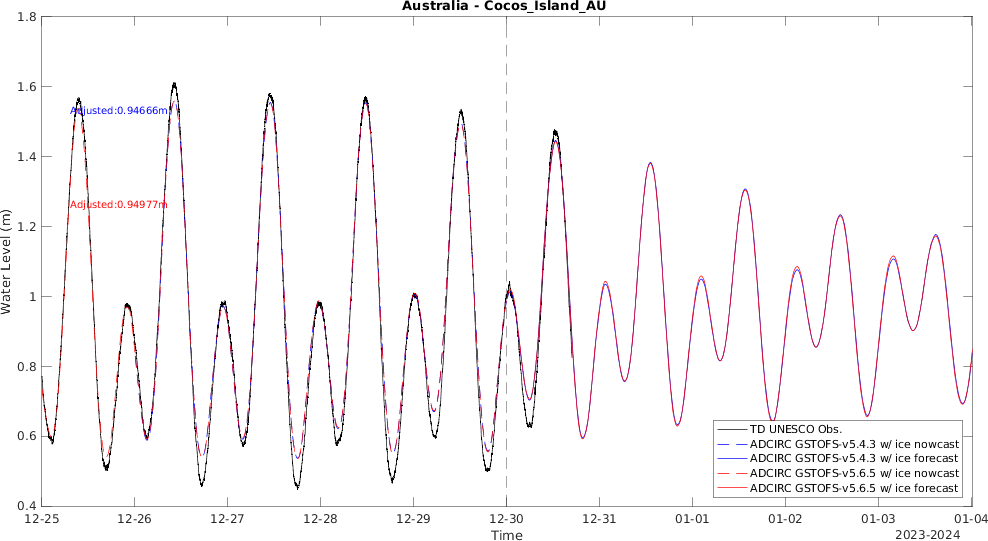 Australia - Cocos_Island_AU
1.8
1.6
1.4
1.2
1
0.8
0.6
0.4
Water Level (m)
Adjusted:0.94666m
Adjusted:0.94977m
TD UNESCO Obs.
ADCIRC GSTOFS-v5.4.3 w/ ice nowcast
ADCIRC GSTOFS-v5.4.3 w/ ice forecast
ADCIRC GSTOFS-v5.6.5 w/ ice nowcast
ADCIRC GSTOFS-v5.6.5 w/ ice forecast
12-25 12-26 12-27 12-28 12-29 12-30 12-31 01-01 01-02 01-03 01-04
Time
2023-2024